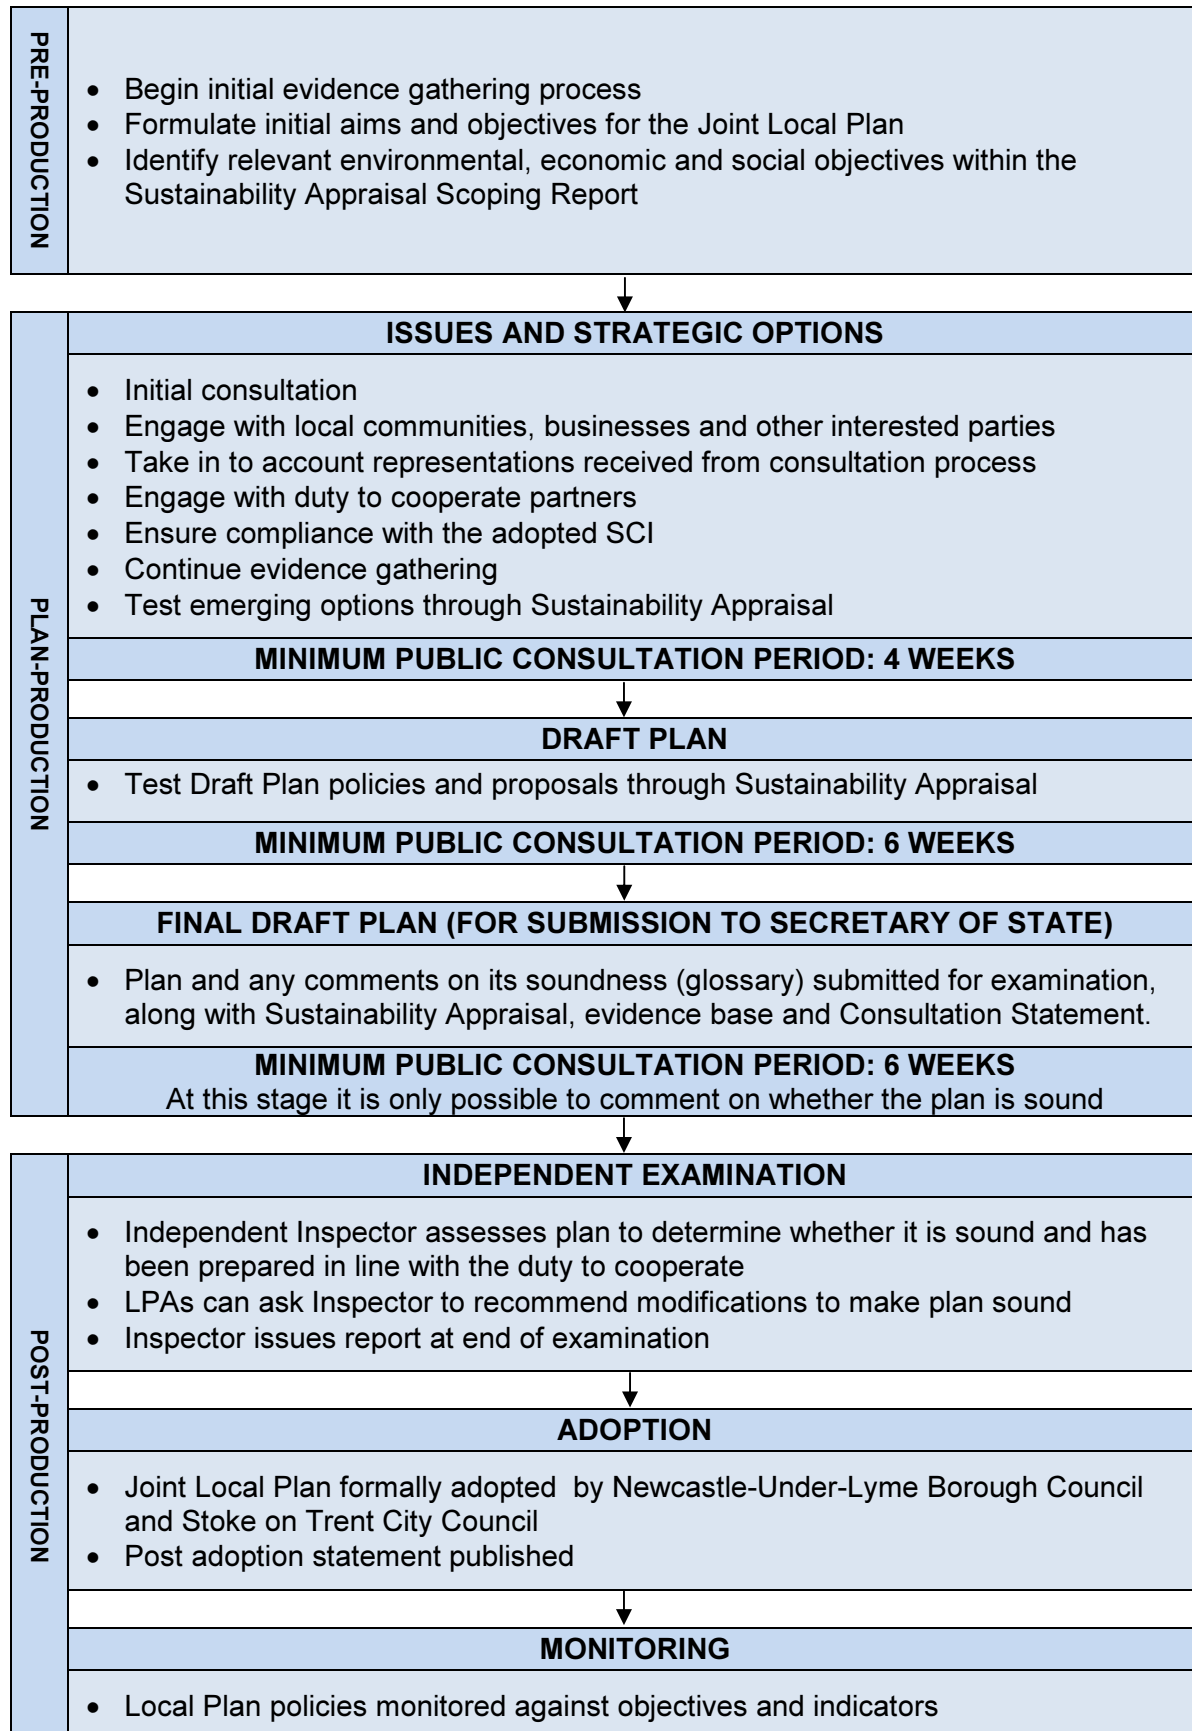 PRE-PRODUCTION
• Begin initial evidence gathering process
• Formulate initial aims and objectives for the Joint Local Plan
• Identify relevant environmental, economic and social objectives within the
Sustainability Appraisal Scoping Report
PLAN-PRODUCTION
ISSUES AND STRATEGIC OPTIONS
• Initial consultation
• Engage with local communities, businesses and other interested parties
• Take in to account representations received from consultation process
• Engage with duty to cooperate partners
• Ensure compliance with the adopted SCI
• Continue evidence gathering
• Test emerging options through Sustainability Appraisal
MINIMUM PUBLIC CONSULTATION PERIOD: 4 WEEKS
DRAFT PLAN
• Test Draft Plan policies and proposals through Sustainability Appraisal
MINIMUM PUBLIC CONSULTATION PERIOD: 6 WEEKS
FINAL DRAFT PLAN (FOR SUBMISSION TO SECRETARY OF STATE)
• Plan and any comments on its soundness (glossary) submitted for examination,
along with Sustainability Appraisal, evidence base and Consultation Statement.
MINIMUM PUBLIC CONSULTATION PERIOD: 6 WEEKS
At this stage it is only possible to comment on whether the plan is sound
POST-PRODUCTION
INDEPENDENT EXAMINATION
• Independent Inspector assesses plan to determine whether it is sound and has
been prepared in line with the duty to cooperate
• LPAs can ask Inspector to recommend modifications to make plan sound
• Inspector issues report at end of examination
ADOPTION
• Joint Local Plan formally adopted by Newcastle-Under-Lyme Borough Council
and Stoke on Trent City Council
• Post adoption statement published
MONITORING
• Local Plan policies monitored against objectives and indicators